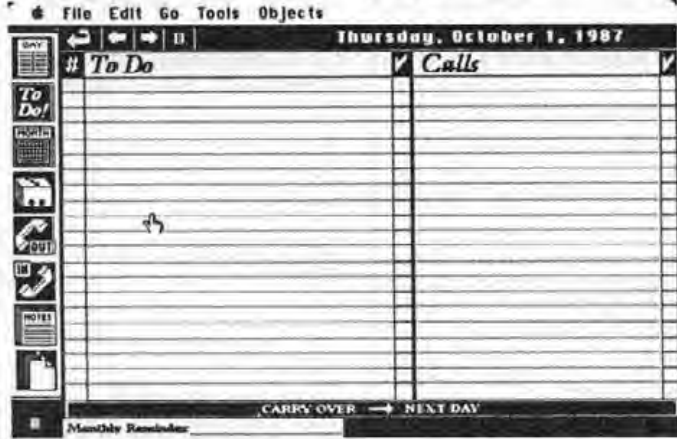 File Edit Go Tools Objects
Thursday, October 1, 1987
DAY
# To Do ✓ Calls ✓
To Do!
MONTH
OUT
IN
NOTES
CARRY OVER → NEXT DAY
Monthly Reminder